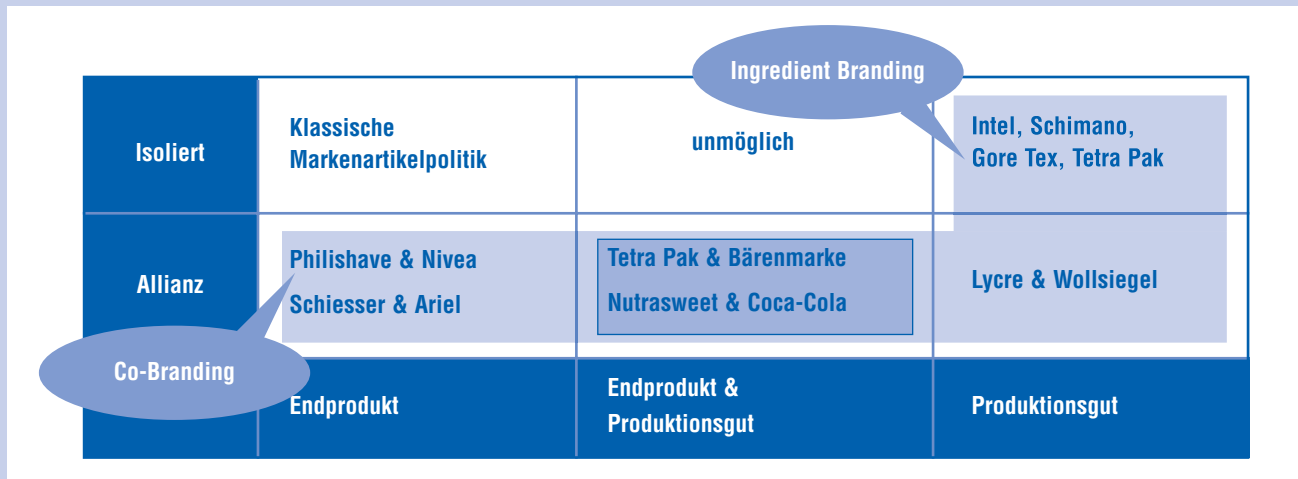 Ingredient Branding
Isoliert
Klassische
Markenartikelpolitik
unmöglich
Intel, Schimano,
Gore Tex, Tetra Pak
Allianz
Philishave & Nivea
Schiesser & Ariel
Tetra Pak & Bärenmarke
Nutrasweet & Coca-Cola
Lycre & Wollsiegel
Co-Branding
Endprodukt
Endprodukt &
Produktionsgut
Produktionsgut